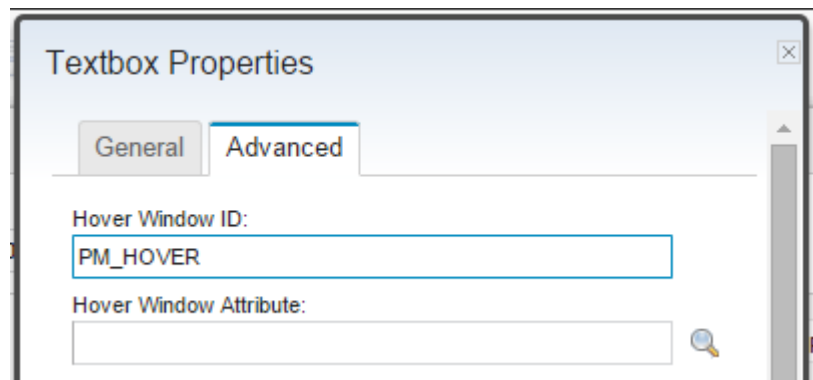 Textbox Properties
General Advanced
Hover Window ID:
PM_HOVER
Hover Window Attribute: